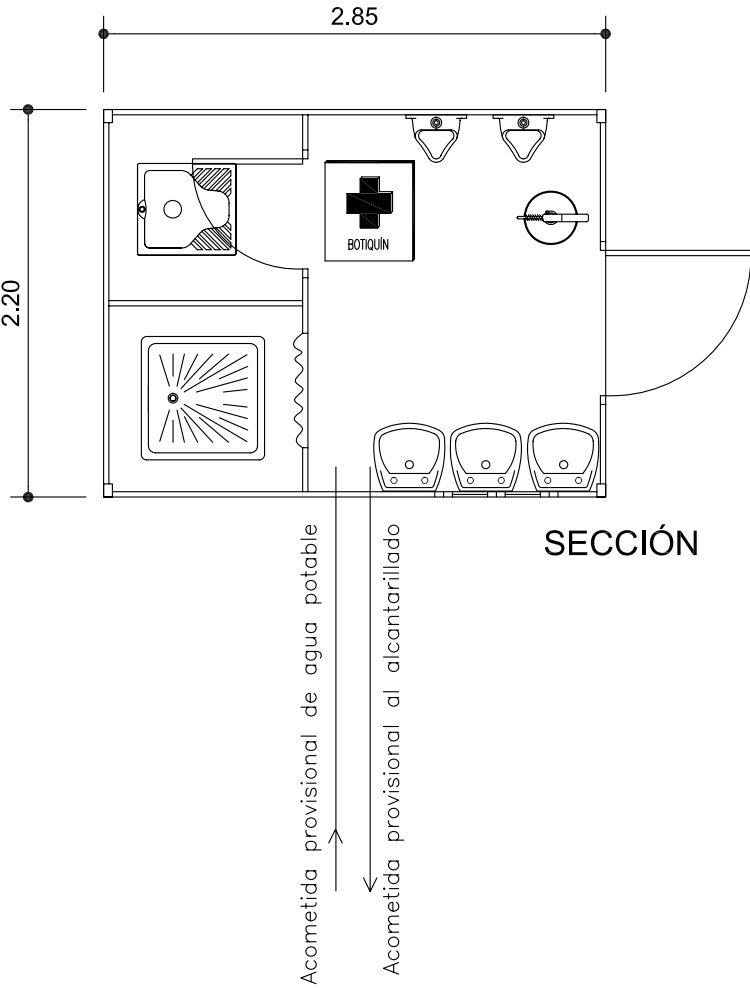 2.85
2.20
BOTIQUÍN
SECCIÓN
Acometida provisional de agua potable
Acometida provisional al alcantarillado